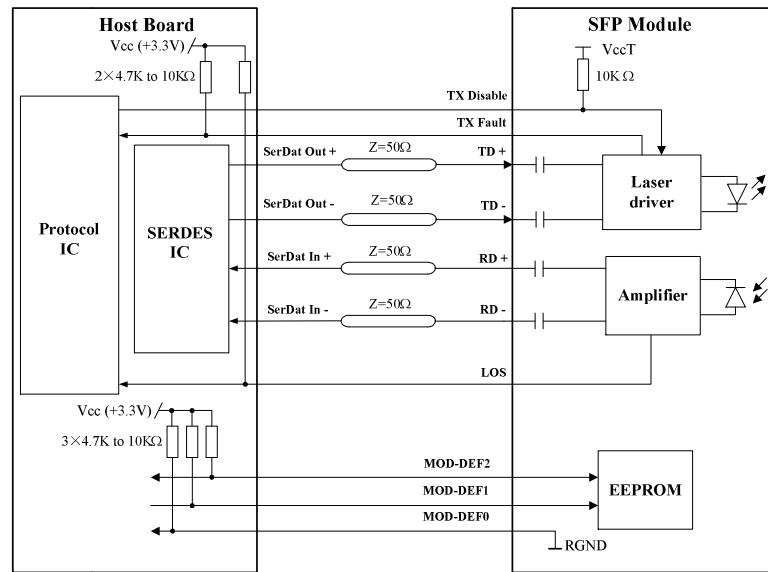 Host Board
SFP Module
Vcc (+3.3V)
VccT
2×4.7K to 10KΩ
10K Ω
TX Disable
TX Fault
SerDat Out +
Z=50Ω
TD +
SerDat Out -
Z=50Ω
TD -
Laser
driver
Protocol
IC
SERDES
IC
SerDat In +
Z=50Ω
RD +
SerDat In -
Z=50Ω
RD -
Amplifier
LOS
Vcc (+3.3V)
3×4.7K to 10KΩ
MOD-DEF2
MOD-DEF1
MOD-DEF0
EEPROM
RGND